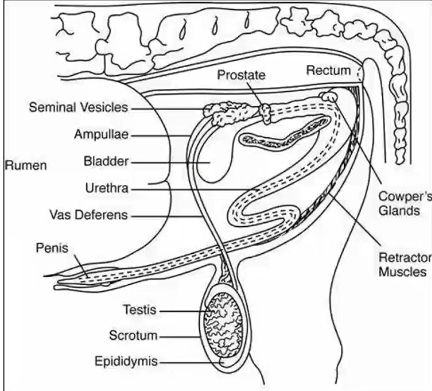 Prostate
Rectum
Seminal Vesicles
Ampullae
Bladder
Rumen
Urethra
Vas Deferens
Cowper's
Glands
Penis
Retractor
Muscles
Testis
Scrotum
Epididymis